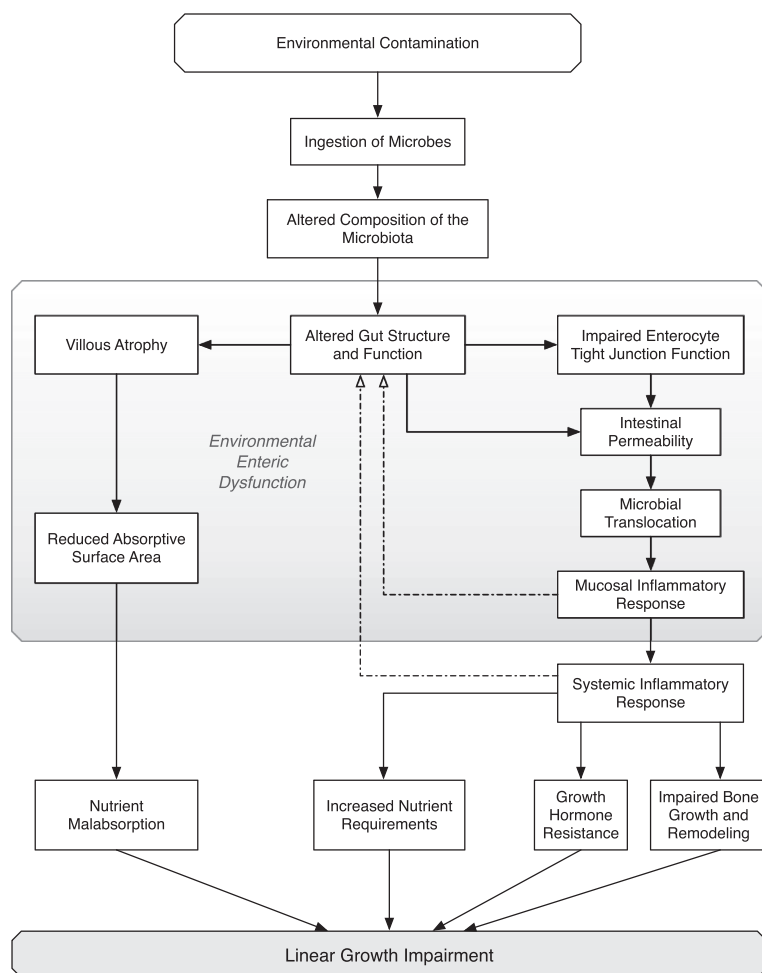 Environmental Contamination
Ingestion of Microbes
Altered Composition of the
Microbiota
Villous Atrophy
Altered Gut Structure
and Function
Impaired Enterocyte
Tight Junction Function
Intestinal
Permeability
Environmental
Enteric
Dysfunction
Microbial
Translocation
Reduced Absorptive
Surface Area
Mucosal Inflammatory
Response
Systemic Inflammatory
Response
Nutrient
Malabsorption
Increased Nutrient
Requirements
Growth
Hormone
Resistance
Impaired Bone
Growth and
Remodeling
Linear Growth Impairment